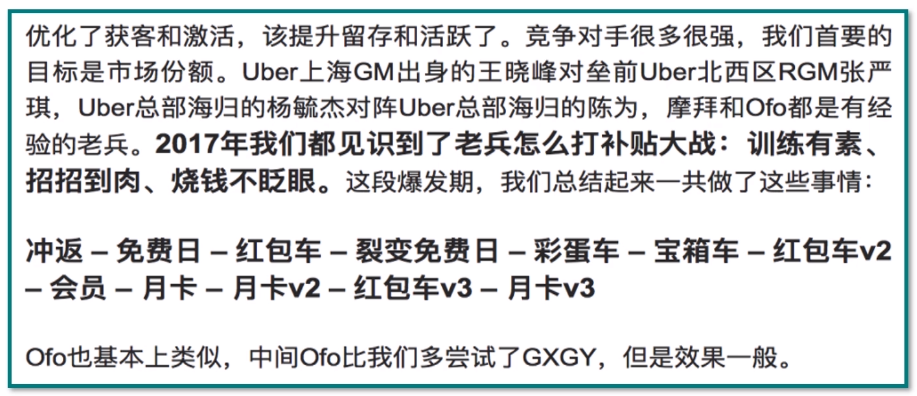 优化了获客和激活，该提升留存和活跃了。竞争对手很多很强，我们首要的
目标是市场份额。Uber上海GM出身的王晓峰对垒前Uber北西区RGM张严
琪，Uber总部海归的杨毓杰对阵Uber总部海归的陈为，摩拜和Ofo都是有经
验的老兵。2017年我们都见识到了老兵怎么打补贴大战：训练有素、
招招到肉、烧钱不眨眼。这段爆发期，我们总结起来一共做了这些事情：
冲返 – 免费日 – 红包车 – 裂变免费日 – 彩蛋车 – 宝箱车 – 红包车v2
– 会员 – 月卡 – 月卡v2 – 红包车v3 – 月卡v3
Ofo也基本上类似，中间Ofo比我们多尝试了GXGY，但是效果一般。